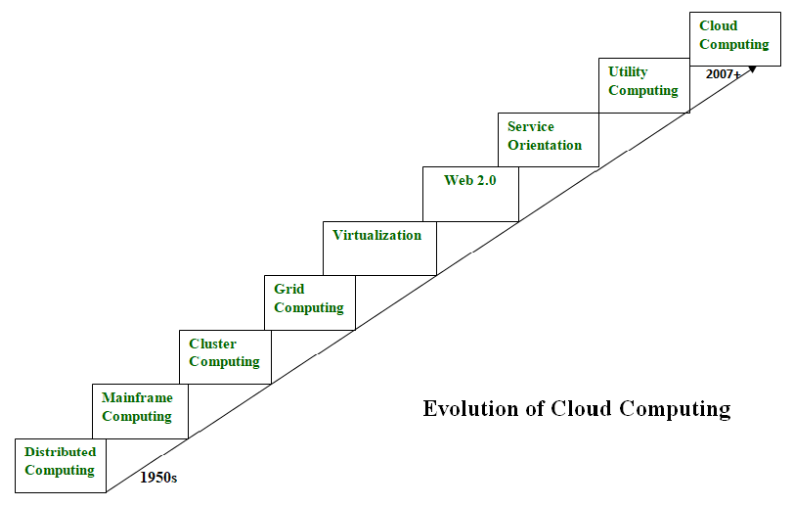 Cloud
Computing
2007+
Utility
Computing
Service
Orientation
Web 2.0
Virtualization
Grid
Computing
Cluster
Computing
Mainframe
Computing
Evolution of Cloud Computing
Distributed
Computing
1950s